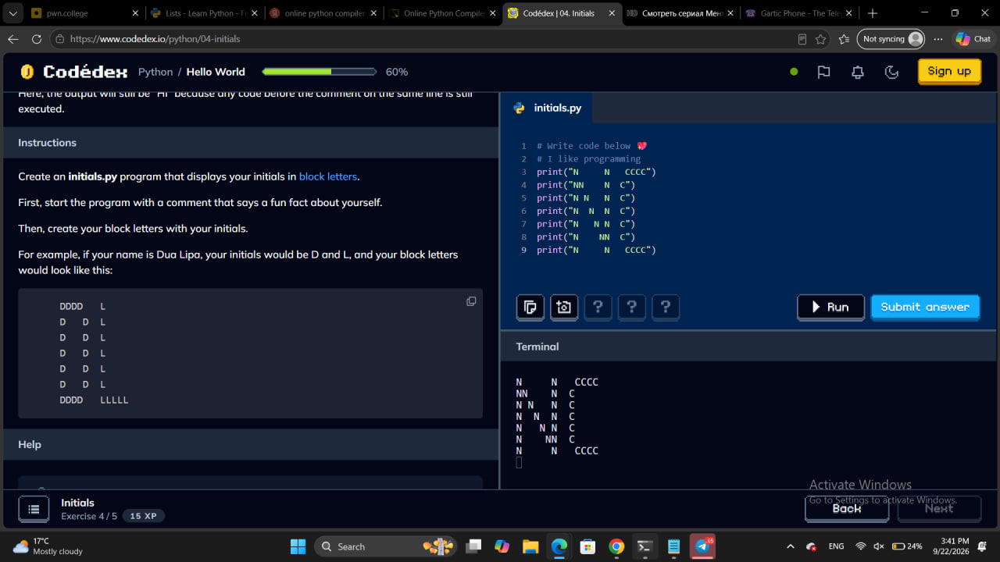 pwn.college
Lists - Learn Python - F
online python compiler
Online Python Compile
Codédex | 04. Initials
Смотреть сериал Мент
Gartic Phone - The Tele
https://www.codedex.io/python/04-initials
Not syncing
Chat
Codédex
Python / Hello World
60%
Sign up
Here, the output will still be "Hi" because any code before the comment on the same line is still
executed.
Instructions
Create an initials.py program that displays your initials in block letters.
First, start the program with a comment that says a fun fact about yourself.
Then, create your block letters with your initials.
For example, if your name is Dua Lipa, your initials would be D and L, and your block letters
would look like this:
DDDD   L
D   D  L
D   D  L
D   D  L
D   D  L
D   D  L
DDDD   LLLLL
Help
Initials
Exercise 4 / 5
15 XP
initials.py
1 # Write code below 💖
2 # I like programming
3 print("N     N   CCCC")
4 print("NN    N  C")
5 print("N N   N  C")
6 print("N  N  N  C")
7 print("N   N N  C")
8 print("N    NN  C")
9 print("N     N   CCCC")
? ? ?
Run
Submit answer
Terminal
N     N   CCCC
NN    N  C
N N   N  C
N  N  N  C
N   N N  C
N    NN  C
N     N   CCCC
Activate Windows
Go to Settings to activate Windows.
Back
Next
17°C
Mostly cloudy
Search
65
ENG
24%
3:41 PM
9/22/2026